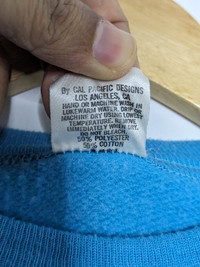 By CAL PACIFIC DESIGNS
LOS ANGELES, CA
HAND OR MACHINE WASH IN
LUKEWARM WATER. DRIP OR
MACHINE DRY USING LOWEST
TEMPERATURE. REMOVE
IMMEDIATELY WHEN DRY.
DO NOT BLEACH.
50% POLYESTER
50% COTTON